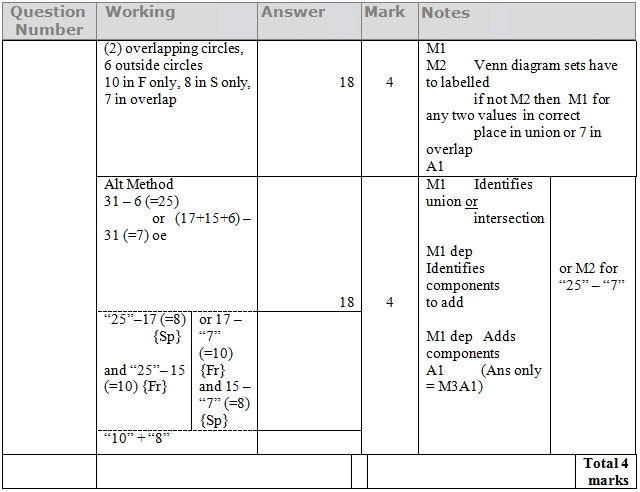 Question Number
Working
Answer
Mark
Notes
(2) overlapping circles,
6 outside circles
10 in F only, 8 in S only,
7 in overlap
18
4
M1
M2 Venn diagram sets have
to labelled
if not M2 then M1 for
any two values in correct
place in union or 7 in
overlap
A1
Alt Method
31 – 6 (=25)
or (17+15+6) –
31 (=7) oe
18
4
M1 Identifies
union or
intersection
M1 dep
Identifies
components
to add
M1 dep Adds
components
A1 (Ans only
= M3A1)
or M2 for
“25” – “7”
“25”–17 (=8)
{Sp}
and “25”– 15
(=10) {Fr}
or 17 –
“7”
(=10)
{Fr}
and 15 –
“7” (=8)
{Sp}
“10” + “8”
Total 4
marks